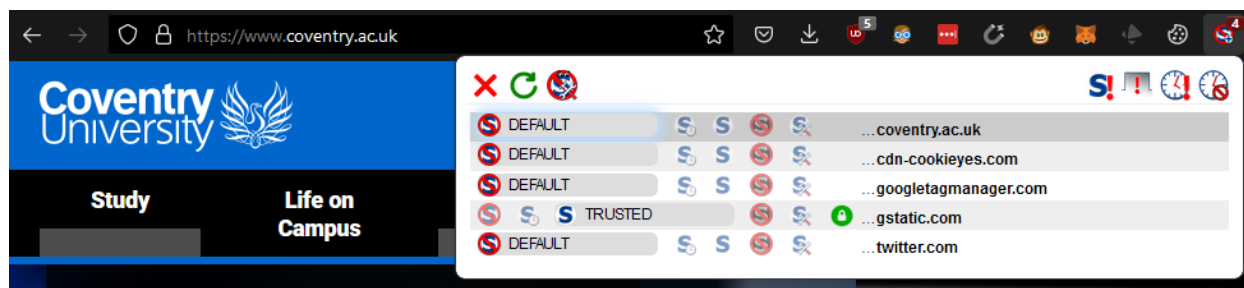 https://www.coventry.ac.uk
5
4
Coventry
University
Study
Life on
Campus
S!
DEFAULT
...coventry.ac.uk
DEFAULT
...cdn-cookieyes.com
DEFAULT
...googletagmanager.com
TRUSTED
...gstatic.com
DEFAULT
...twitter.com